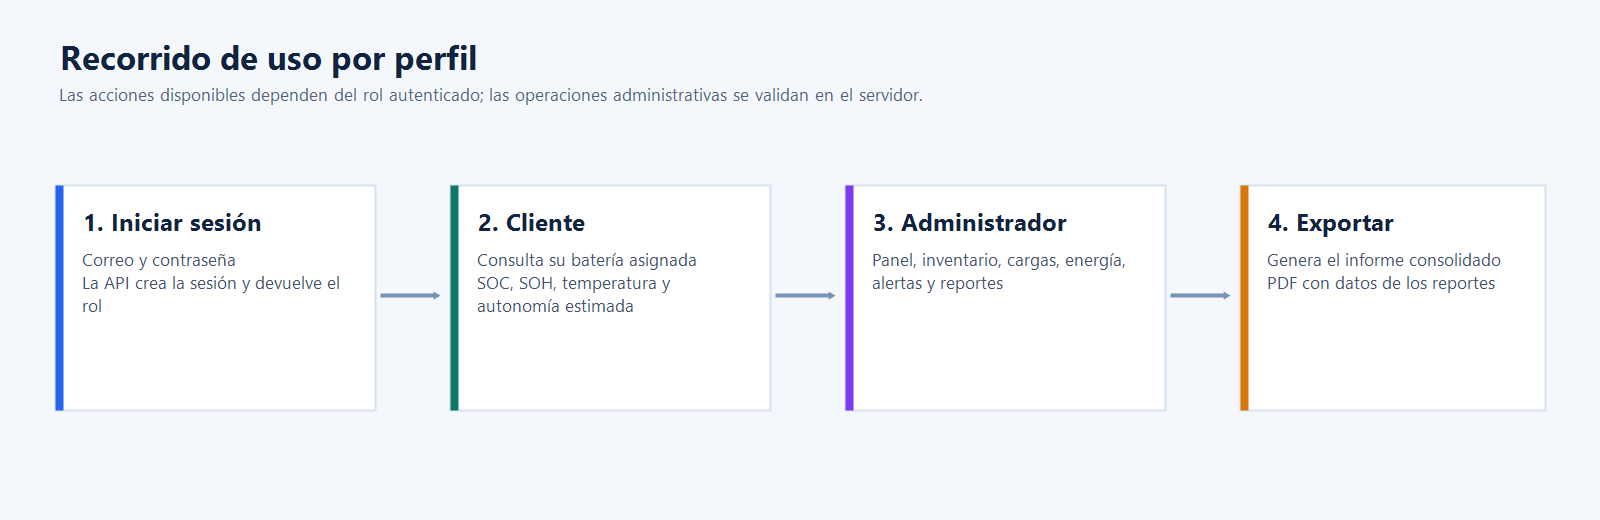 Recorrido de uso por perfil
Las acciones disponibles dependen del rol autenticado; las operaciones administrativas se validan en el servidor.
1. Iniciar sesión
Correo y contraseña
La API crea la sesión y devuelve el
rol
2. Cliente
Consulta su batería asignada
SOC, SOH, temperatura y
autonomía estimada
3. Administrador
Panel, inventario, cargas, energía,
alertas y reportes
4. Exportar
Genera el informe consolidado
PDF con datos de los reportes